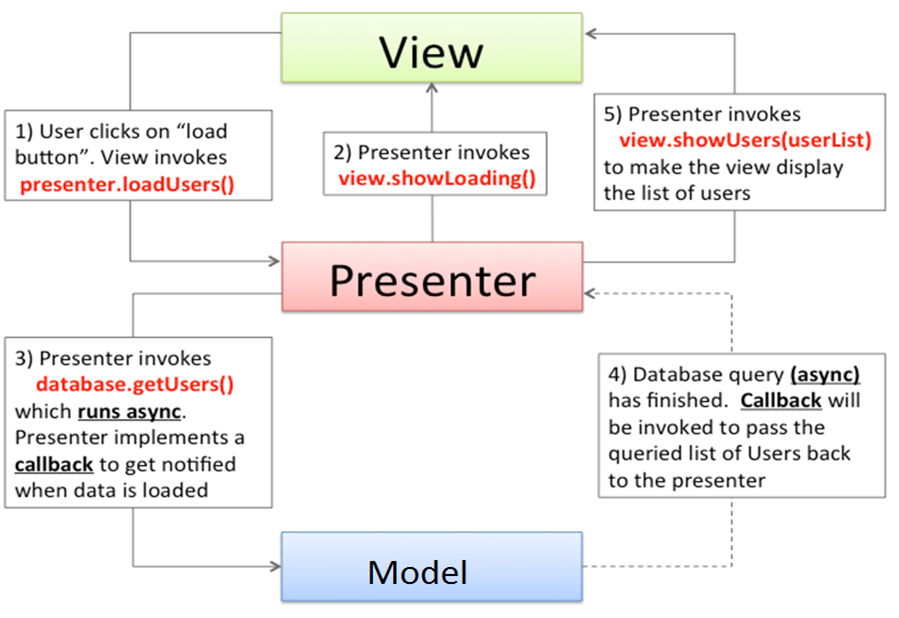 View
1) User clicks on “load
button”. View invokes
presenter.loadUsers()
2) Presenter invokes
view.showLoading()
5) Presenter invokes
view.showUsers(userList)
to make the view display
the list of users
Presenter
3) Presenter invokes
database.getUsers()
which runs async.
Presenter implements a
callback to get notified
when data is loaded
4) Database query (async)
has finished.  Callback will
be invoked to pass the
queried list of Users back
to the presenter
Model